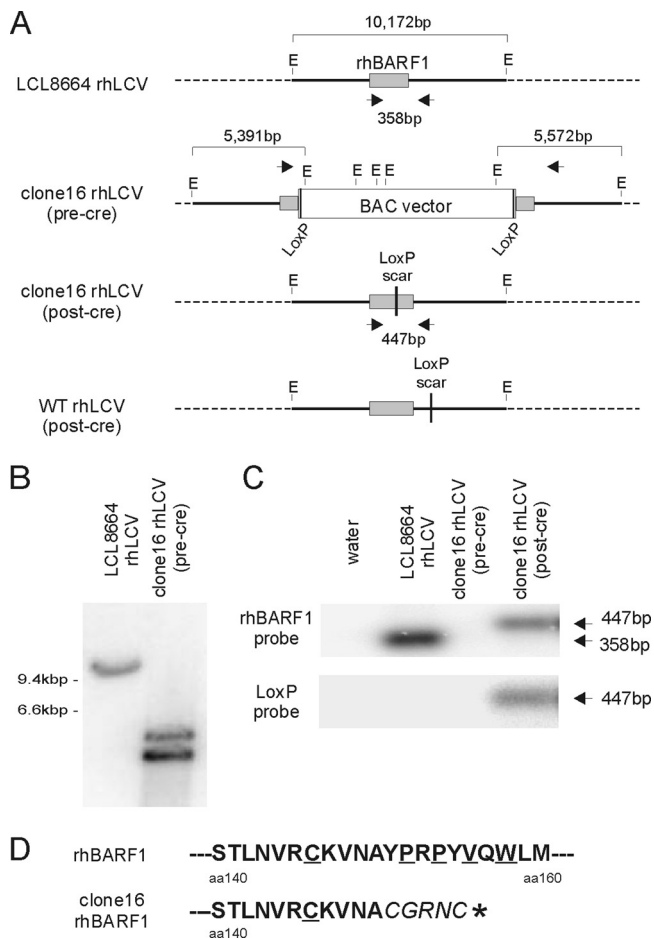 A
10,172bp
E
E
rhBARF1
LCL8664 rhLCV
358bp
5,391bp
5,572bp
E
E
E
E
E
E
E
clone16 rhLCV
(pre-cre)
BAC vector
LoxP
LoxP
LoxP
scar
E
E
clone16 rhLCV
(post-cre)
447bp
LoxP
scar
E
E
WT rhLCV
(post-cre)
B
LCL8664
rhLCV
clone16 rhLCV
(pre-cre)
9.4kbp -
6.6kbp -
C
water
LCL8664
rhLCV
clone16 rhLCV
(pre-cre)
clone16 rhLCV
(post-cre)
rhBARF1
probe
447bp
358bp
LoxP
probe
447bp
D
rhBARF1 ---STLNVRCKVNAYPRPYVQWLM---
aa140 aa160
clone16
rhBARF1 ---STLNVRCKVNACGRNC*
aa140